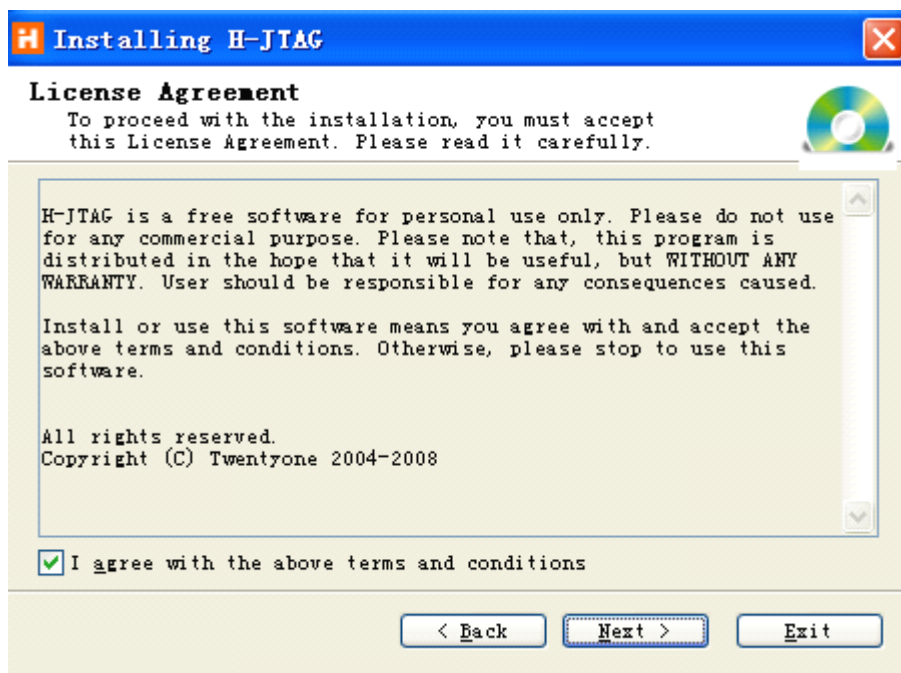 Installing H-JTAG
License Agreement
To proceed with the installation, you must accept
this License Agreement. Please read it carefully.
H-JTAG is a free software for personal use only. Please do not use
for any commercial purpose. Please note that, this program is
distributed in the hope that it will be useful, but WITHOUT ANY
WARRANTY. User should be responsible for any consequences caused.
Install or use this software means you agree with and accept the
above terms and conditions. Otherwise, please stop to use this
software.
All rights reserved.
Copyright (C) Twentyone 2004-2008
I agree with the above terms and conditions
< Back
Next >
Exit